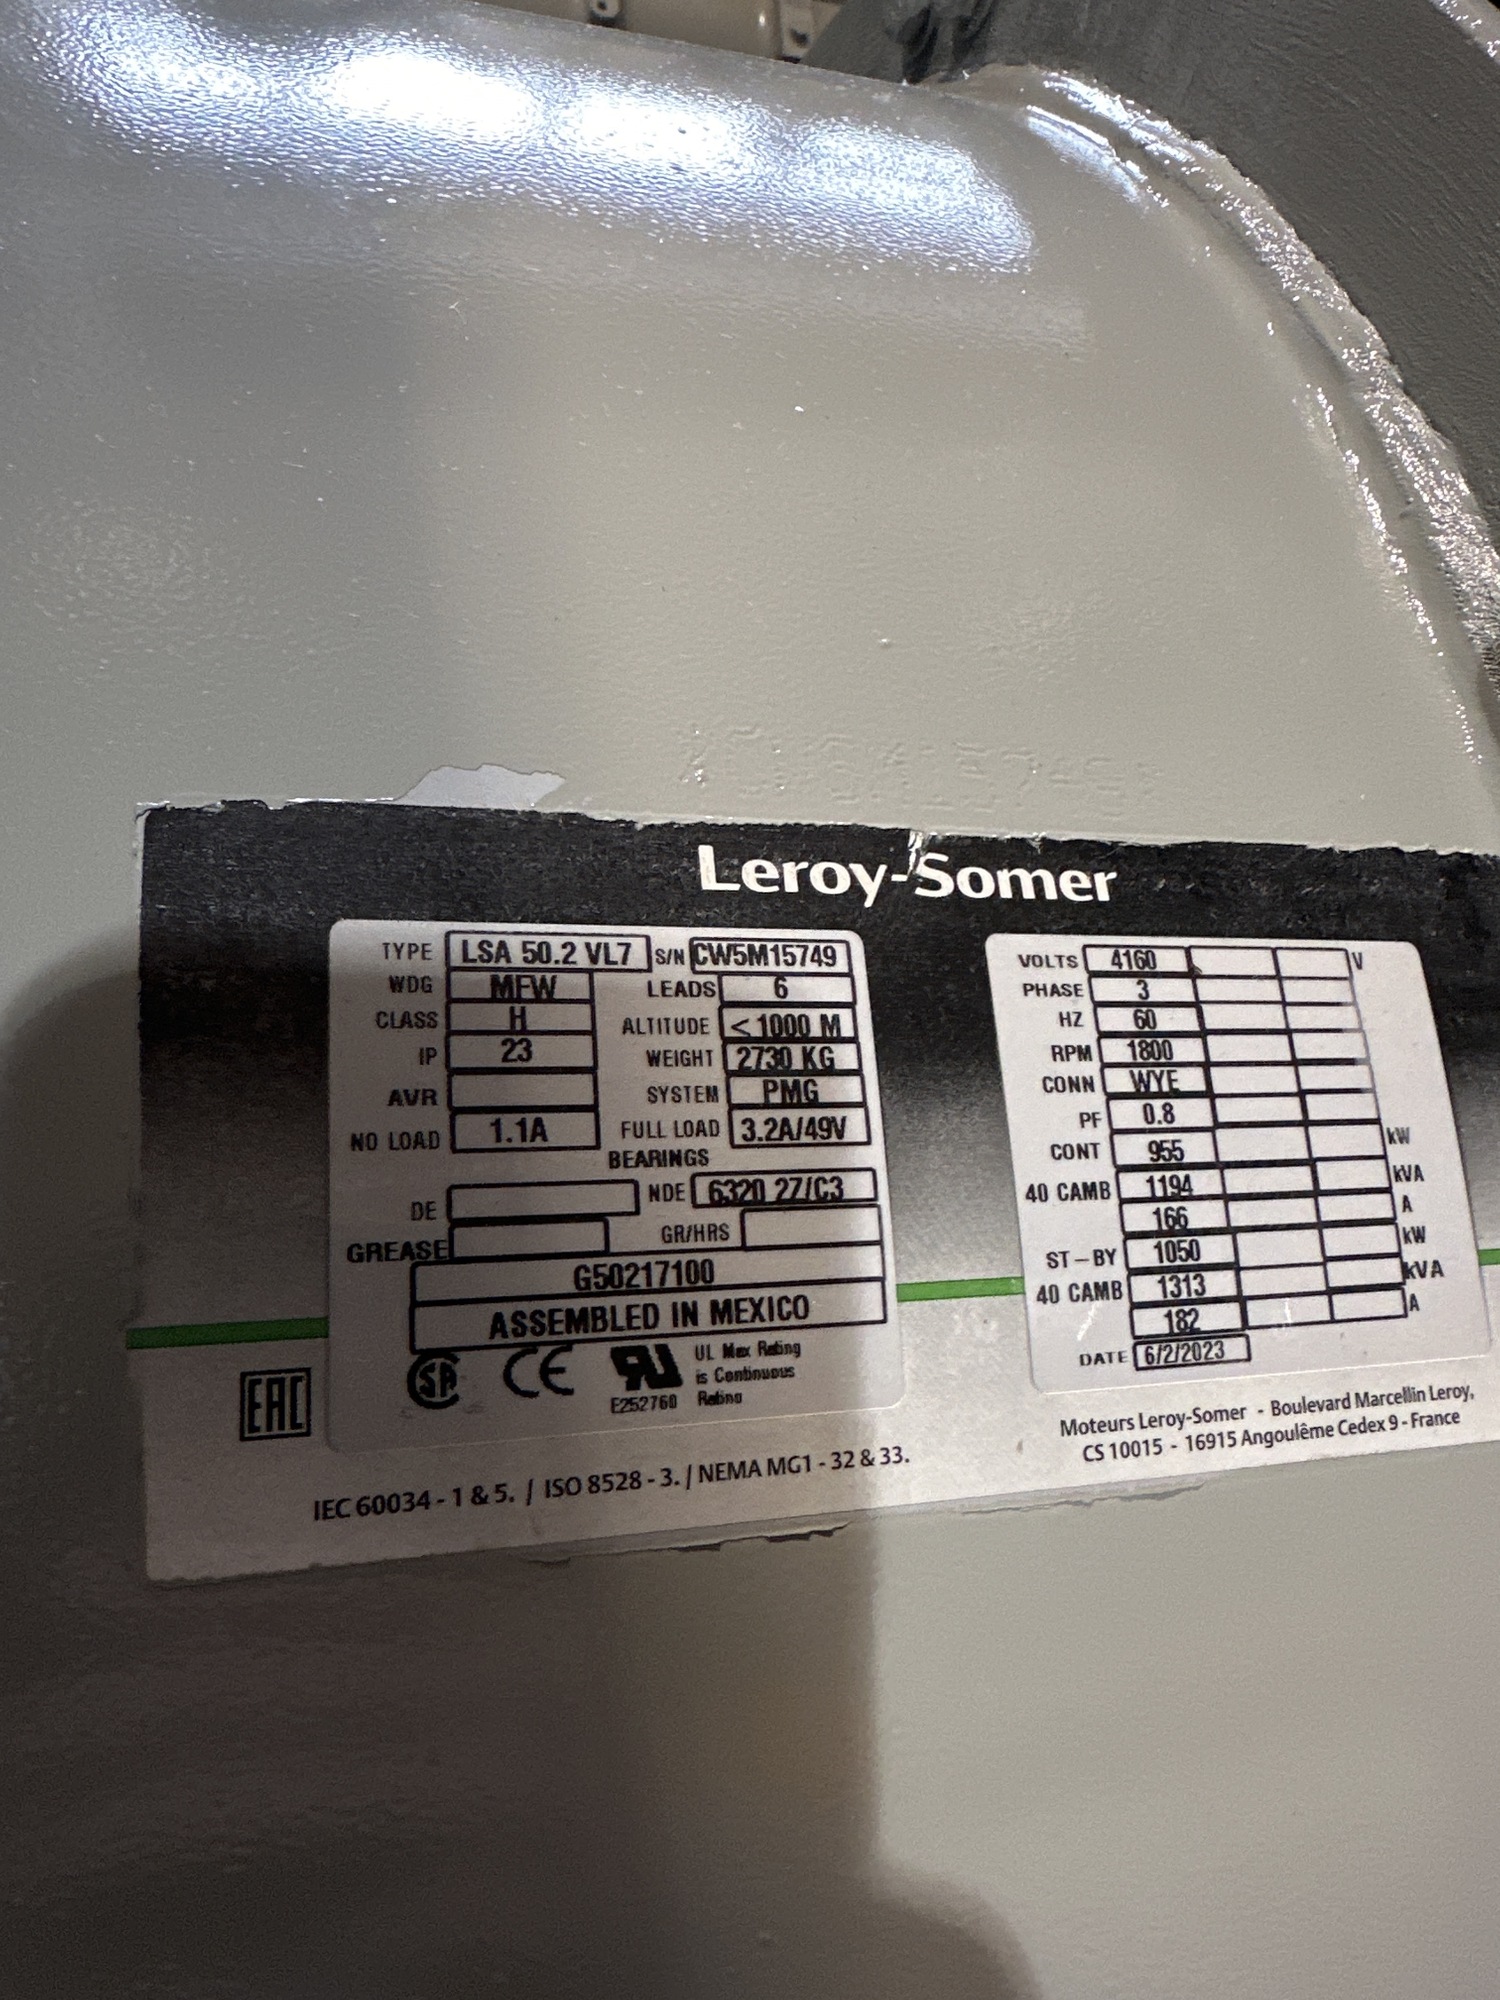 Leroy-Somer
TYPE LSA 50.2 VL7 S/N CW5M15749
WDG MFW LEADS 6
CLASS H ALTITUDE < 1000 M
IP 23 WEIGHT 2730 KG
AVR SYSTEM PMG
NO LOAD 1.1A FULL LOAD 3.2A/49V
BEARINGS
DE NDE 6320 2Z/C3
GREASE GR/HRS
G50217100
ASSEMBLED IN MEXICO
UL Max Rating
is Continuous
E252760 Rating
EAC
SA CE RU
VOLTS 4160 V
PHASE 3
HZ 60
RPM 1800
CONN WYE
PF 0.8
CONT 955 kW
40 CAMB 1194 kVA
166 A
ST-BY 1050 kW
40 CAMB 1313 kVA
182 A
DATE 6/2/2023
IEC 60034 - 1 & 5. / ISO 8528 - 3. / NEMA MG1 - 32 & 33.
Moteurs Leroy-Somer - Boulevard Marcellin Leroy,
CS 10015 - 16915 Angoulême Cedex 9 - France